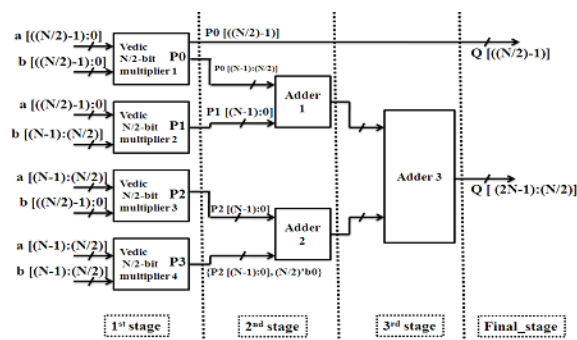 a [((N/2)-1):0]
b [((N/2)-1):0]
Vedic
N/2-bit
multiplier 1
P0
P0 [((N/2)-1)]
Q [((N/2)-1)]
P0 [(N-1):(N/2)]
a [((N/2)-1):0]
b [(N-1):(N/2)]
Vedic
N/2-bit
multiplier 2
P1
P1 [(N-1):0]
Adder
1
a [(N-1):(N/2)]
b [((N/2)-1):0]
Vedic
N/2-bit
multiplier 3
P2
P2 [(N-1):0]
Adder 3
Q [ (2N-1):(N/2)]
a [(N-1):(N/2)]
b [(N-1):(N/2)]
Vedic
N/2-bit
multiplier 4
P3
Adder
2
{P2 [(N-1):0], (N/2)'b0}
1st stage
2nd stage
3rd stage
Final_stage